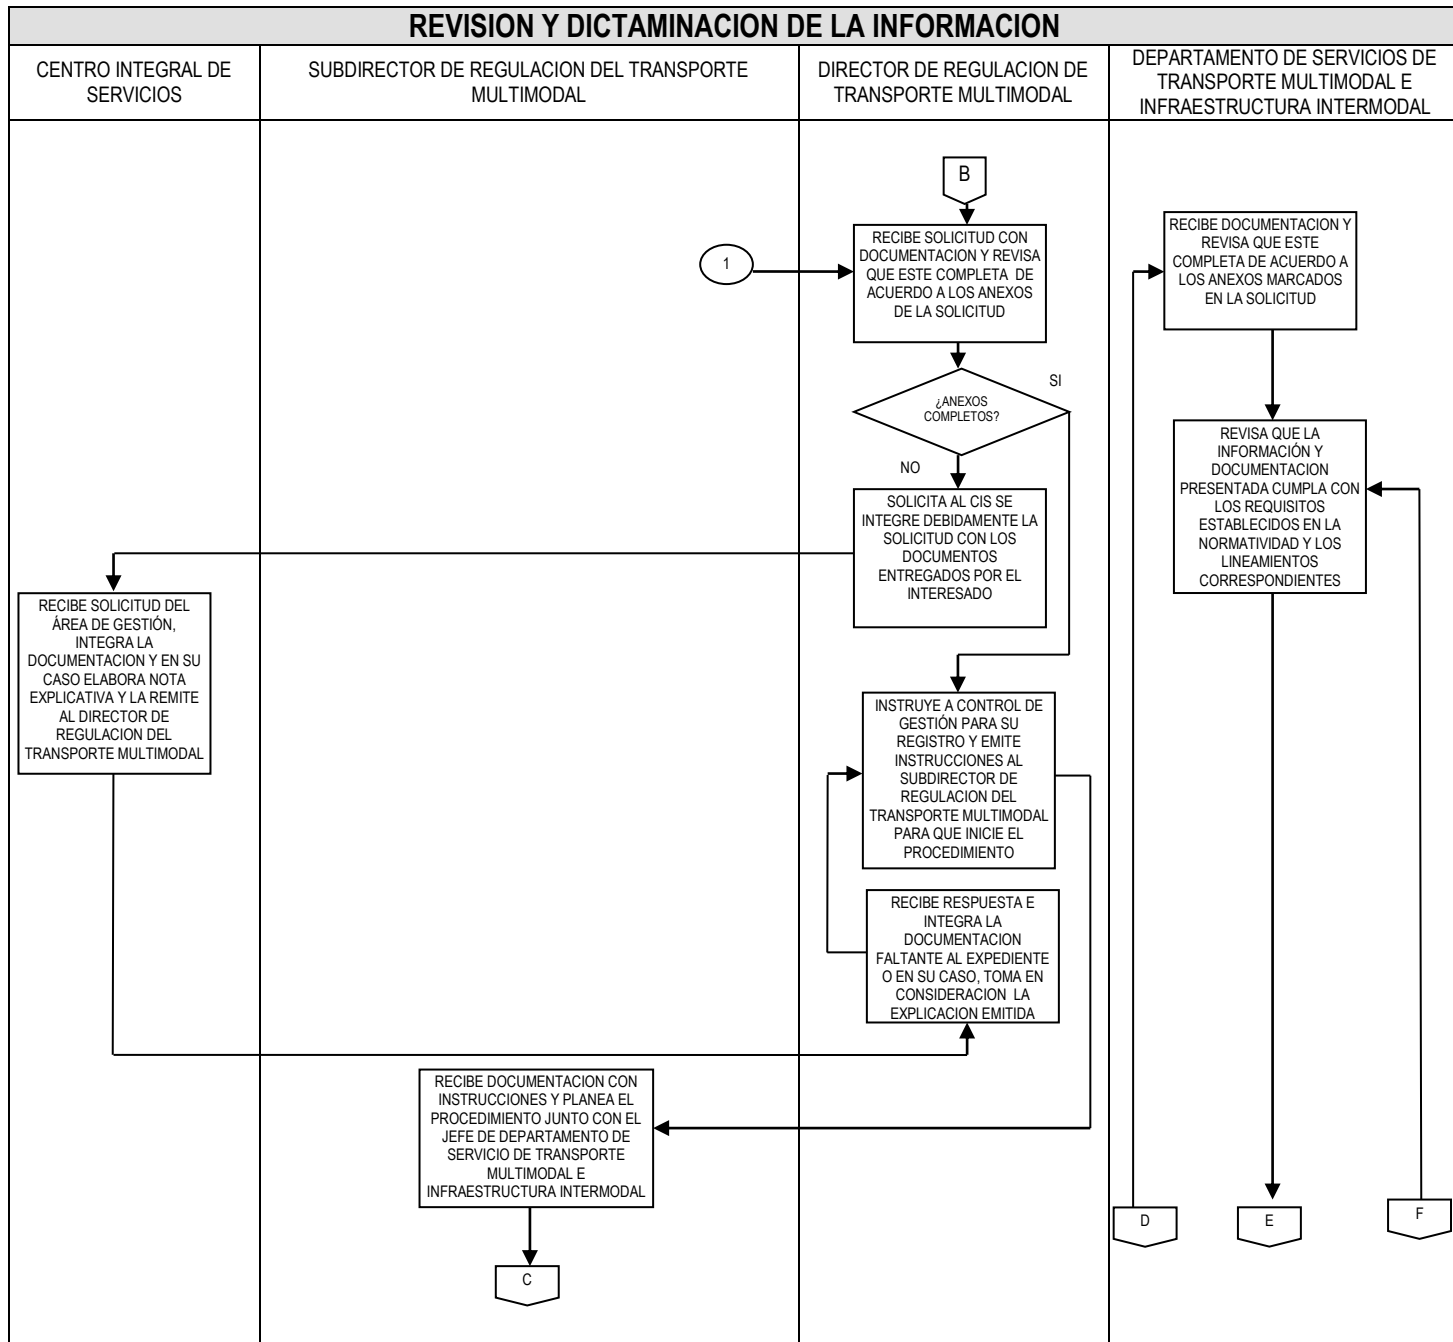 REVISION Y DICTAMINACION DE LA INFORMACION
CENTRO INTEGRAL DE
SERVICIOS
SUBDIRECTOR DE REGULACION DEL TRANSPORTE
MULTIMODAL
DIRECTOR DE REGULACION DE
TRANSPORTE MULTIMODAL
DEPARTAMENTO DE SERVICIOS DE
TRANSPORTE MULTIMODAL E
INFRAESTRUCTURA INTERMODAL
B
1
RECIBE SOLICITUD CON
DOCUMENTACION Y REVISA
QUE ESTE COMPLETA DE
ACUERDO A LOS ANEXOS
DE LA SOLICITUD
¿ANEXOS
COMPLETOS?
SI
NO
SOLICITA AL CIS SE
INTEGRE DEBIDAMENTE LA
SOLICITUD CON LOS
DOCUMENTOS
ENTREGADOS POR EL
INTERESADO
RECIBE SOLICITUD DEL
ÁREA DE GESTIÓN,
INTEGRA LA
DOCUMENTACION Y EN SU
CASO ELABORA NOTA
EXPLICATIVA Y LA REMITE
AL DIRECTOR DE
REGULACION DEL
TRANSPORTE MULTIMODAL
INSTRUYE A CONTROL DE
GESTIÓN PARA SU
REGISTRO Y EMITE
INSTRUCCIONES AL
SUBDIRECTOR DE
REGULACION DEL
TRANSPORTE MULTIMODAL
PARA QUE INICIE EL
PROCEDIMIENTO
RECIBE RESPUESTA E
INTEGRA LA
DOCUMENTACION
FALTANTE AL EXPEDIENTE
O EN SU CASO, TOMA EN
CONSIDERACION LA
EXPLICACION EMITIDA
RECIBE DOCUMENTACION CON
INSTRUCCIONES Y PLANEA EL
PROCEDIMIENTO JUNTO CON EL
JEFE DE DEPARTAMENTO DE
SERVICIO DE TRANSPORTE
MULTIMODAL E
INFRAESTRUCTURA INTERMODAL
C
RECIBE DOCUMENTACION Y
REVISA QUE ESTE
COMPLETA DE ACUERDO A
LOS ANEXOS MARCADOS
EN LA SOLICITUD
REVISA QUE LA
INFORMACIÓN Y
DOCUMENTACION
PRESENTADA CUMPLA CON
LOS REQUISITOS
ESTABLECIDOS EN LA
NORMATIVIDAD Y LOS
LINEAMIENTOS
CORRESPONDIENTES
D
E
F